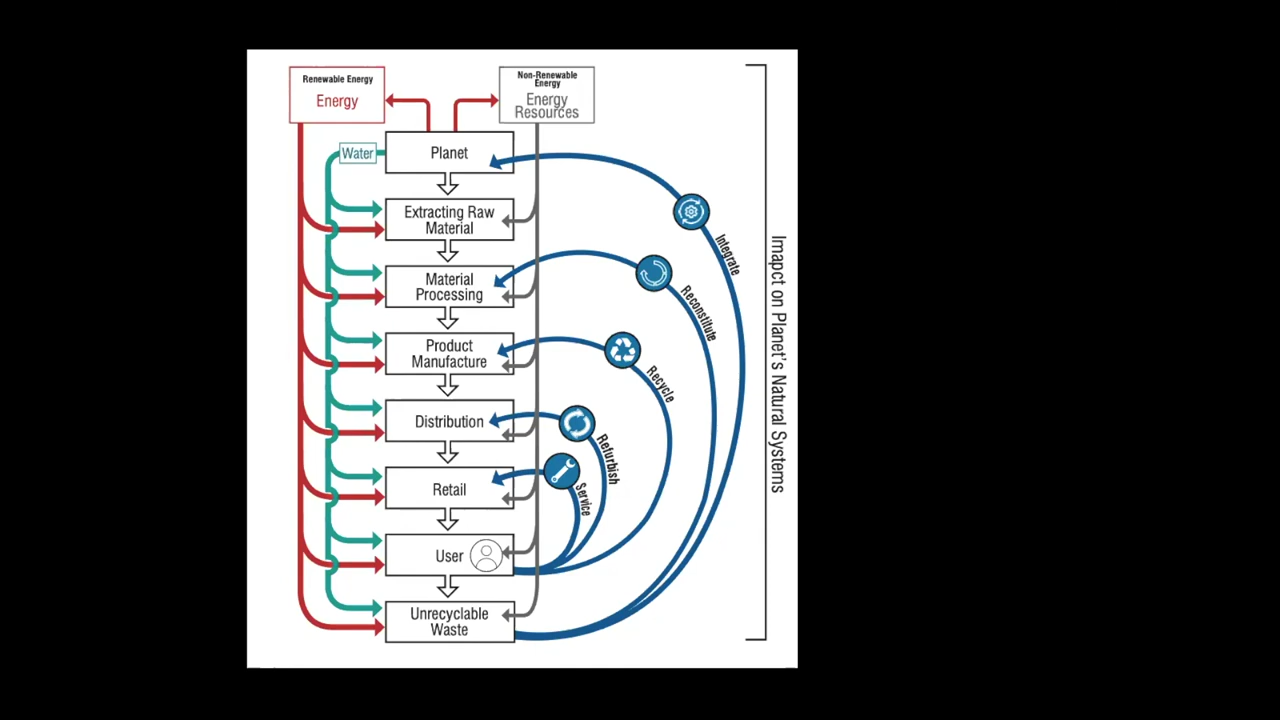 Renewable Energy
Energy
Non-Renewable
Energy
Energy
Resources
Water
Planet
Extracting Raw
Material
Material
Processing
Product
Manufacture
Distribution
Retail
User
Unrecyclable
Waste
Integrate
Reconstitute
Recycle
Refurbish
Service
Imapct on Planet's Natural Systems